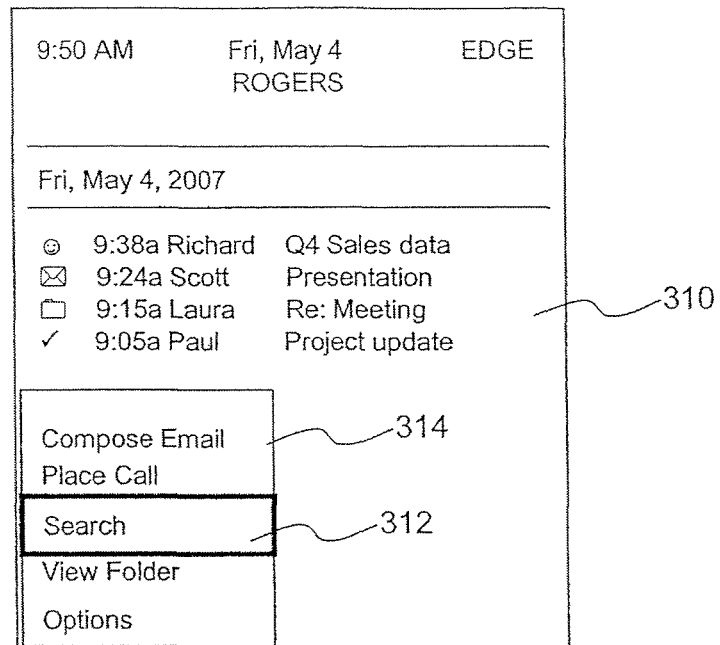 9:50 AM Fri, May 4 EDGE
ROGERS
Fri, May 4, 2007
☺ 9:38a Richard Q4 Sales data
✉ 9:24a Scott Presentation
🗀 9:15a Laura Re: Meeting
✓ 9:05a Paul Project update
310
Compose Email
314
Place Call
Search
312
View Folder
Options